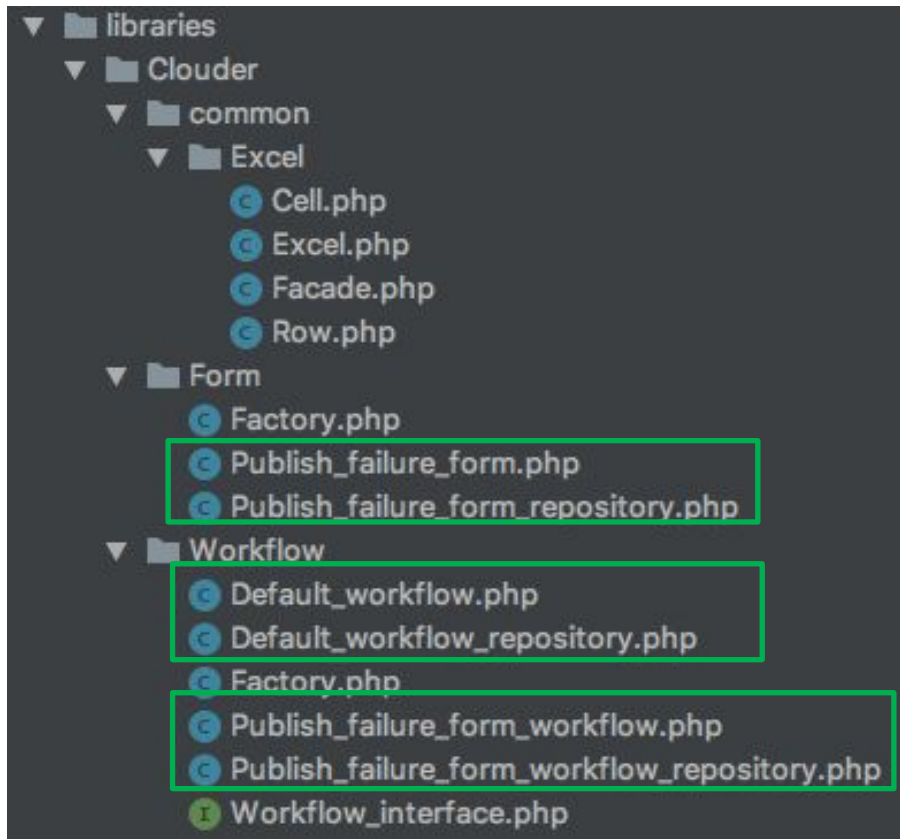 libraries
Clouder
common
Excel
C Cell.php
C Excel.php
C Facade.php
C Row.php
Form
C Factory.php
C Publish_failure_form.php
C Publish_failure_form_repository.php
Workflow
C Default_workflow.php
C Default_workflow_repository.php
C Factory.php
C Publish_failure_form_workflow.php
C Publish_failure_form_workflow_repository.php
I Workflow_interface.php